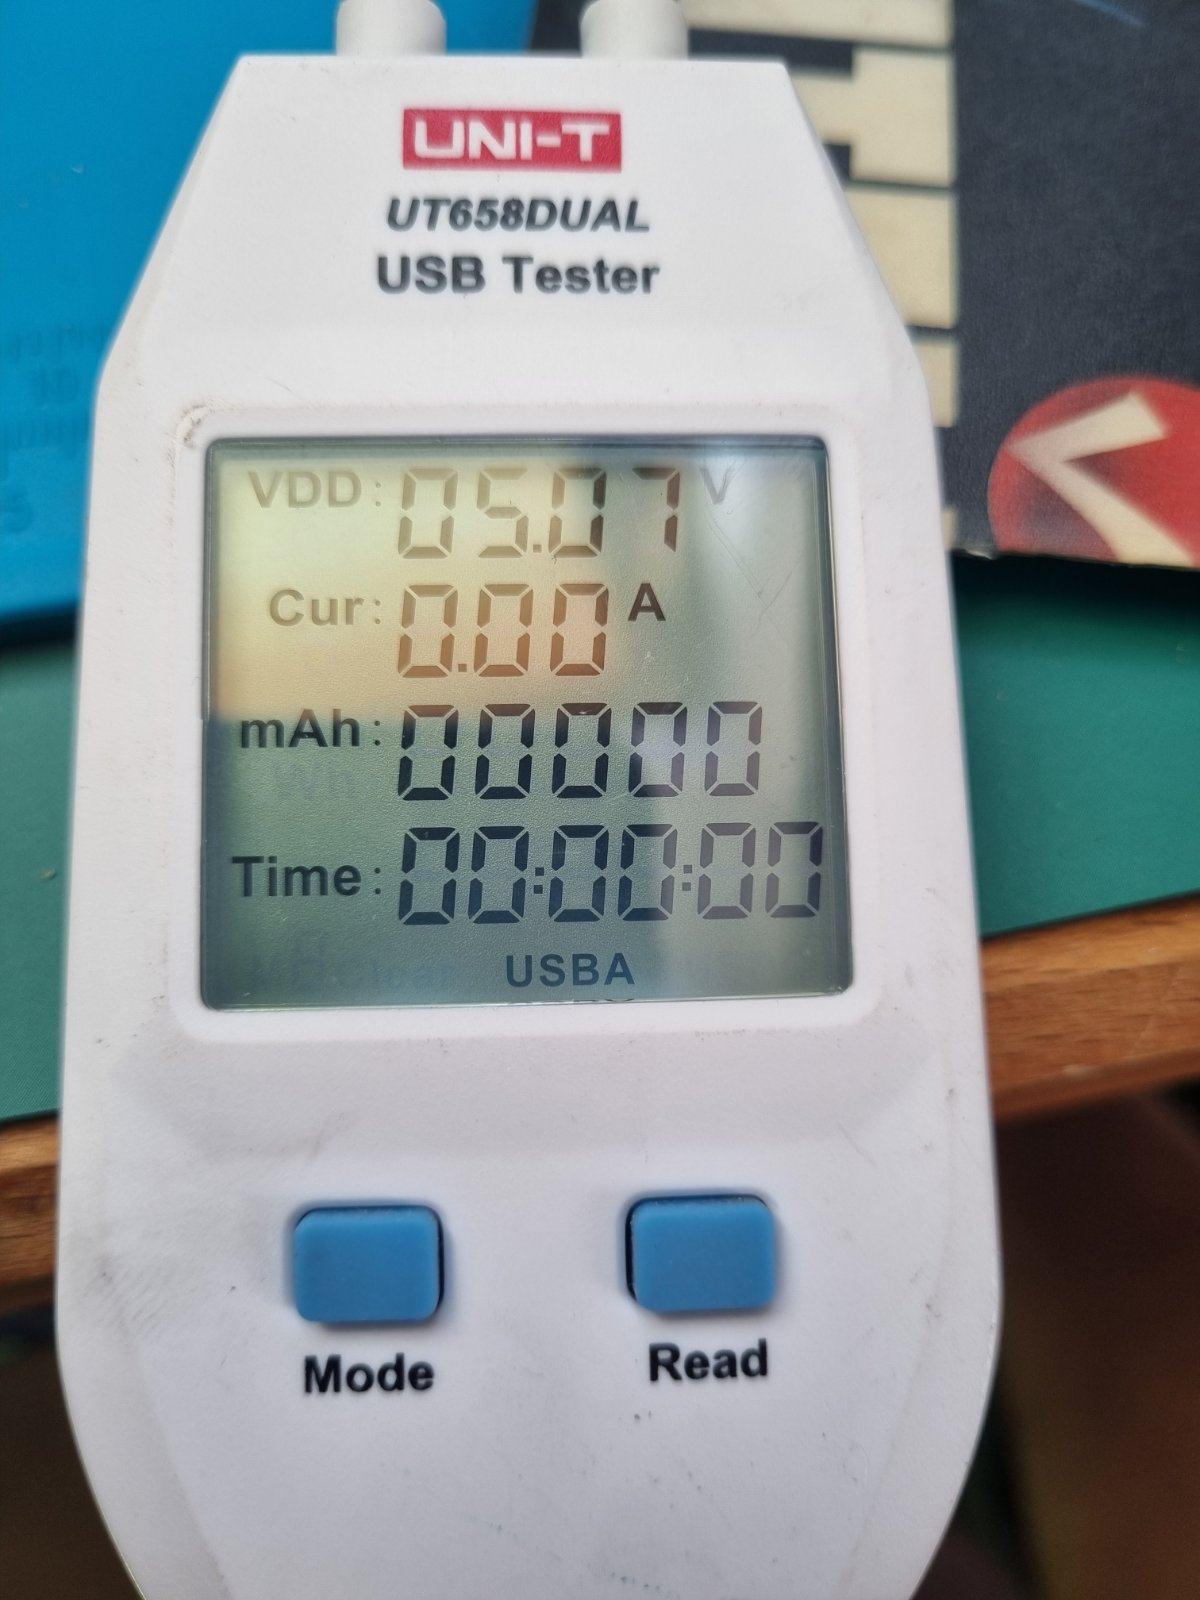 UNI-T
UT658DUAL
USB Tester
VDD: 05.07 V
Cur: 0.00 A
mAh: 00000
Wh
Time: 00:00:00
USBA
Mode
Read